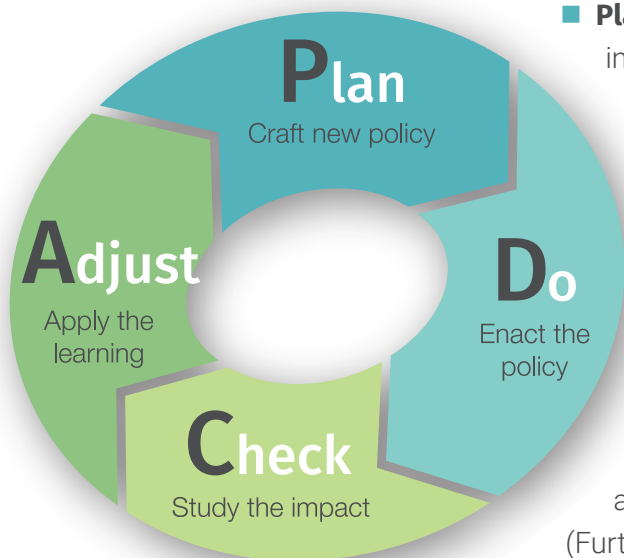 Plan
Craft new policy
Do
Enact the
policy
Check
Study the impact
Adjust
Apply the
learning